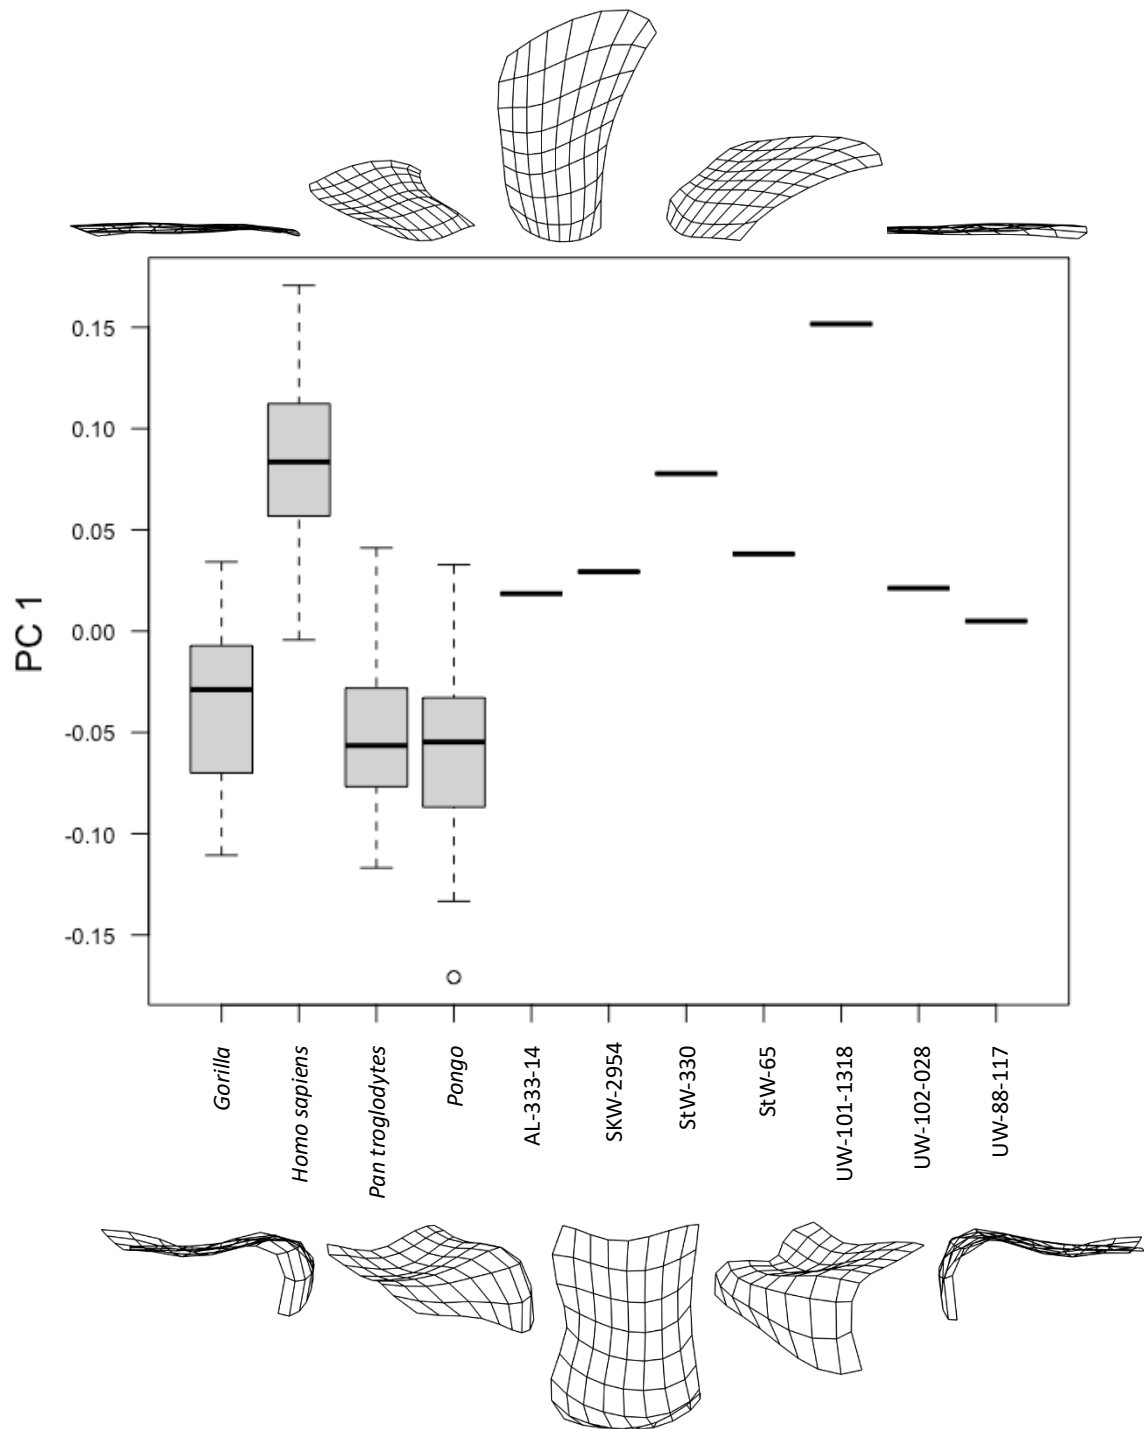 0.15
0.10
0.05
0.00
-0.05
-0.10
-0.15
PC 1
Gorilla
Homo sapiens
Pan troglodytes
Pongo
AL-333-14
SKW-2954
StW-330
StW-65
UW-101-1318
UW-102-028
UW-88-117